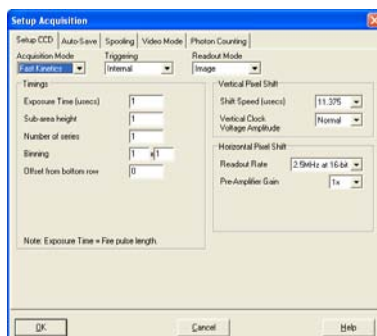 Setup Acquisition
Setup CCD Auto-Save Spooling Video Mode Photon Counting
Acquisition Mode Triggering Readout Mode
Fast Kinetics Internal Image
Timings
Exposure Time (usecs) 1
Sub-area height 1
Number of series 1
Binning 1 x 1
Offset from bottom row 0
Note: Exposure Time = Fire pulse length.
Vertical Pixel Shift
Shift Speed (usecs) 11.375
Vertical Clock
Voltage Amplitude Normal
Horizontal Pixel Shift
Readout Rate 2.5MHz at 16-bit
Pre-Amplifier Gain 1x
OK Cancel Help